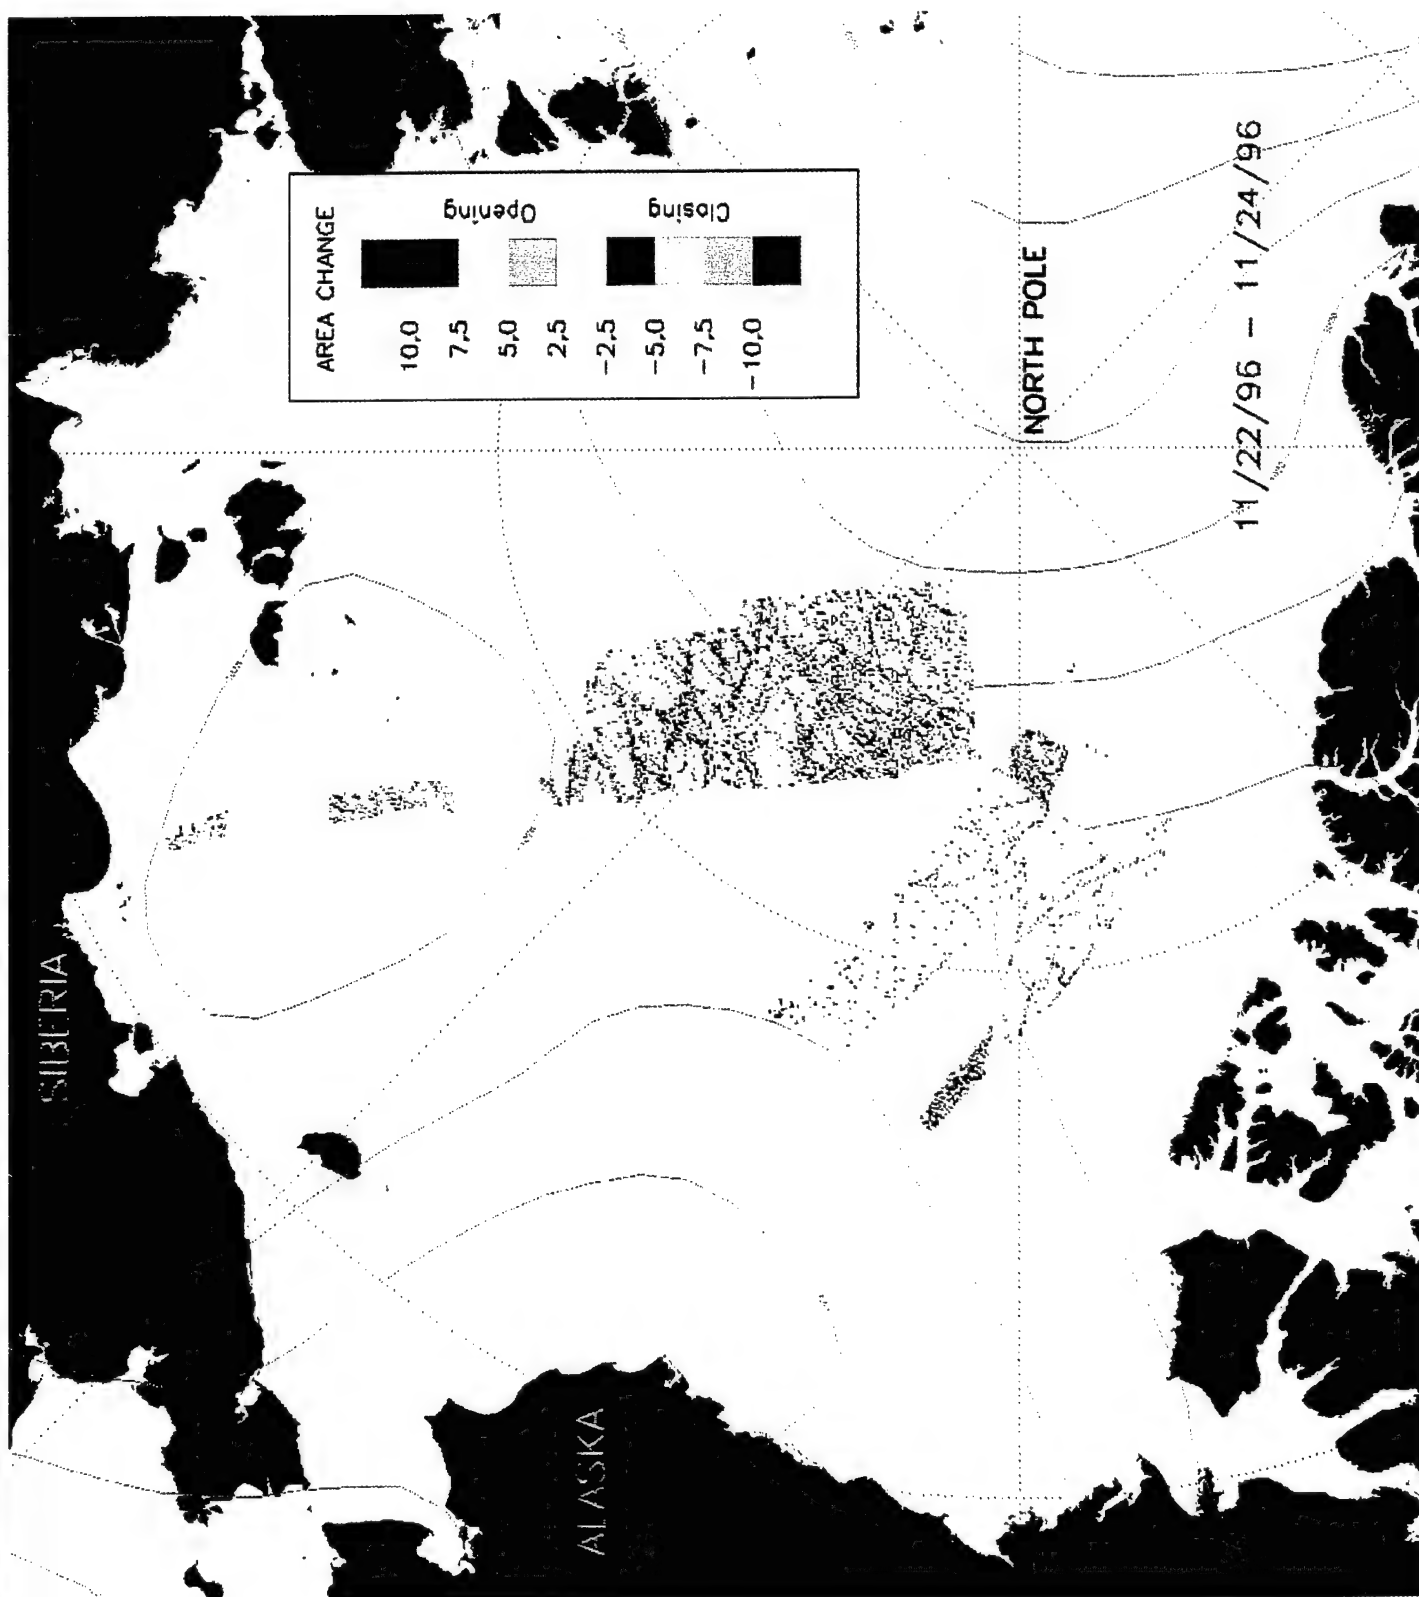 AREA CHANGE
10.0
7.5
5.0
2.5
-2.5
-5.0
-7.5
-10.0
Opening
Closing
NORTH POLE
11/22/96 - 11/24/96
SIBERIA
ALASKA